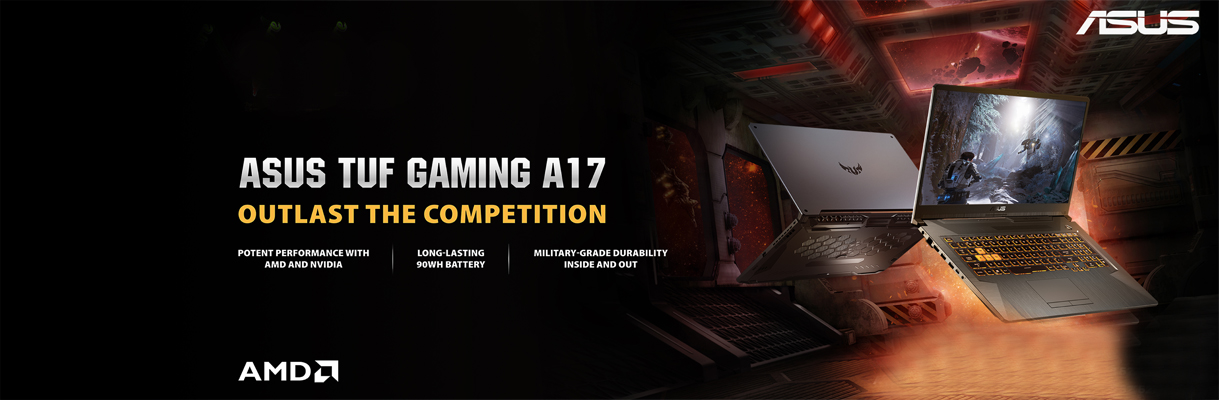 ASUS
ASUS TUF GAMING A17
OUTLAST THE COMPETITION
POTENT PERFORMANCE WITH
AMD AND NVIDIA
LONG-LASTING
90WH BATTERY
MILITARY-GRADE DURABILITY
INSIDE AND OUT
AMD
ASUS